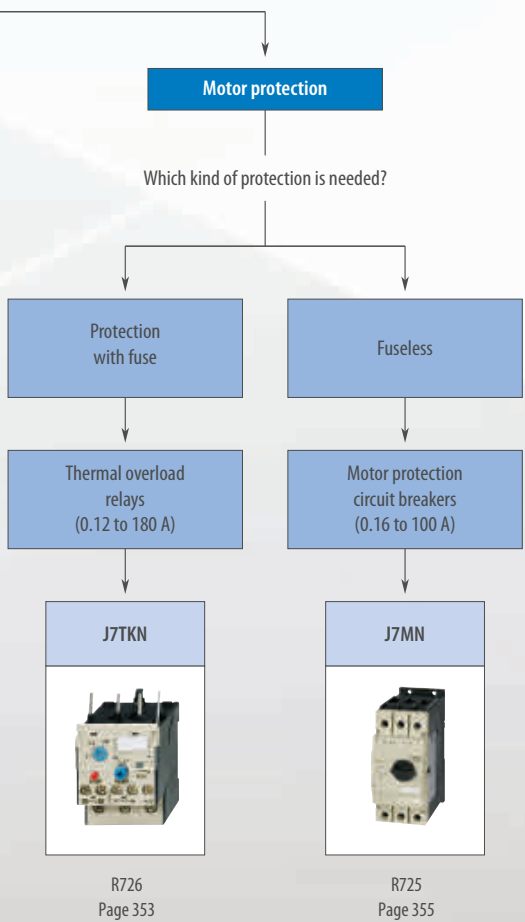 Motor protection
Which kind of protection is needed?
Protection
with fuse
Fuseless
Thermal overload
relays
(0.12 to 180 A)
Motor protection
circuit breakers
(0.16 to 100 A)
J7TKN
J7MN
R726
Page 353
R725
Page 355